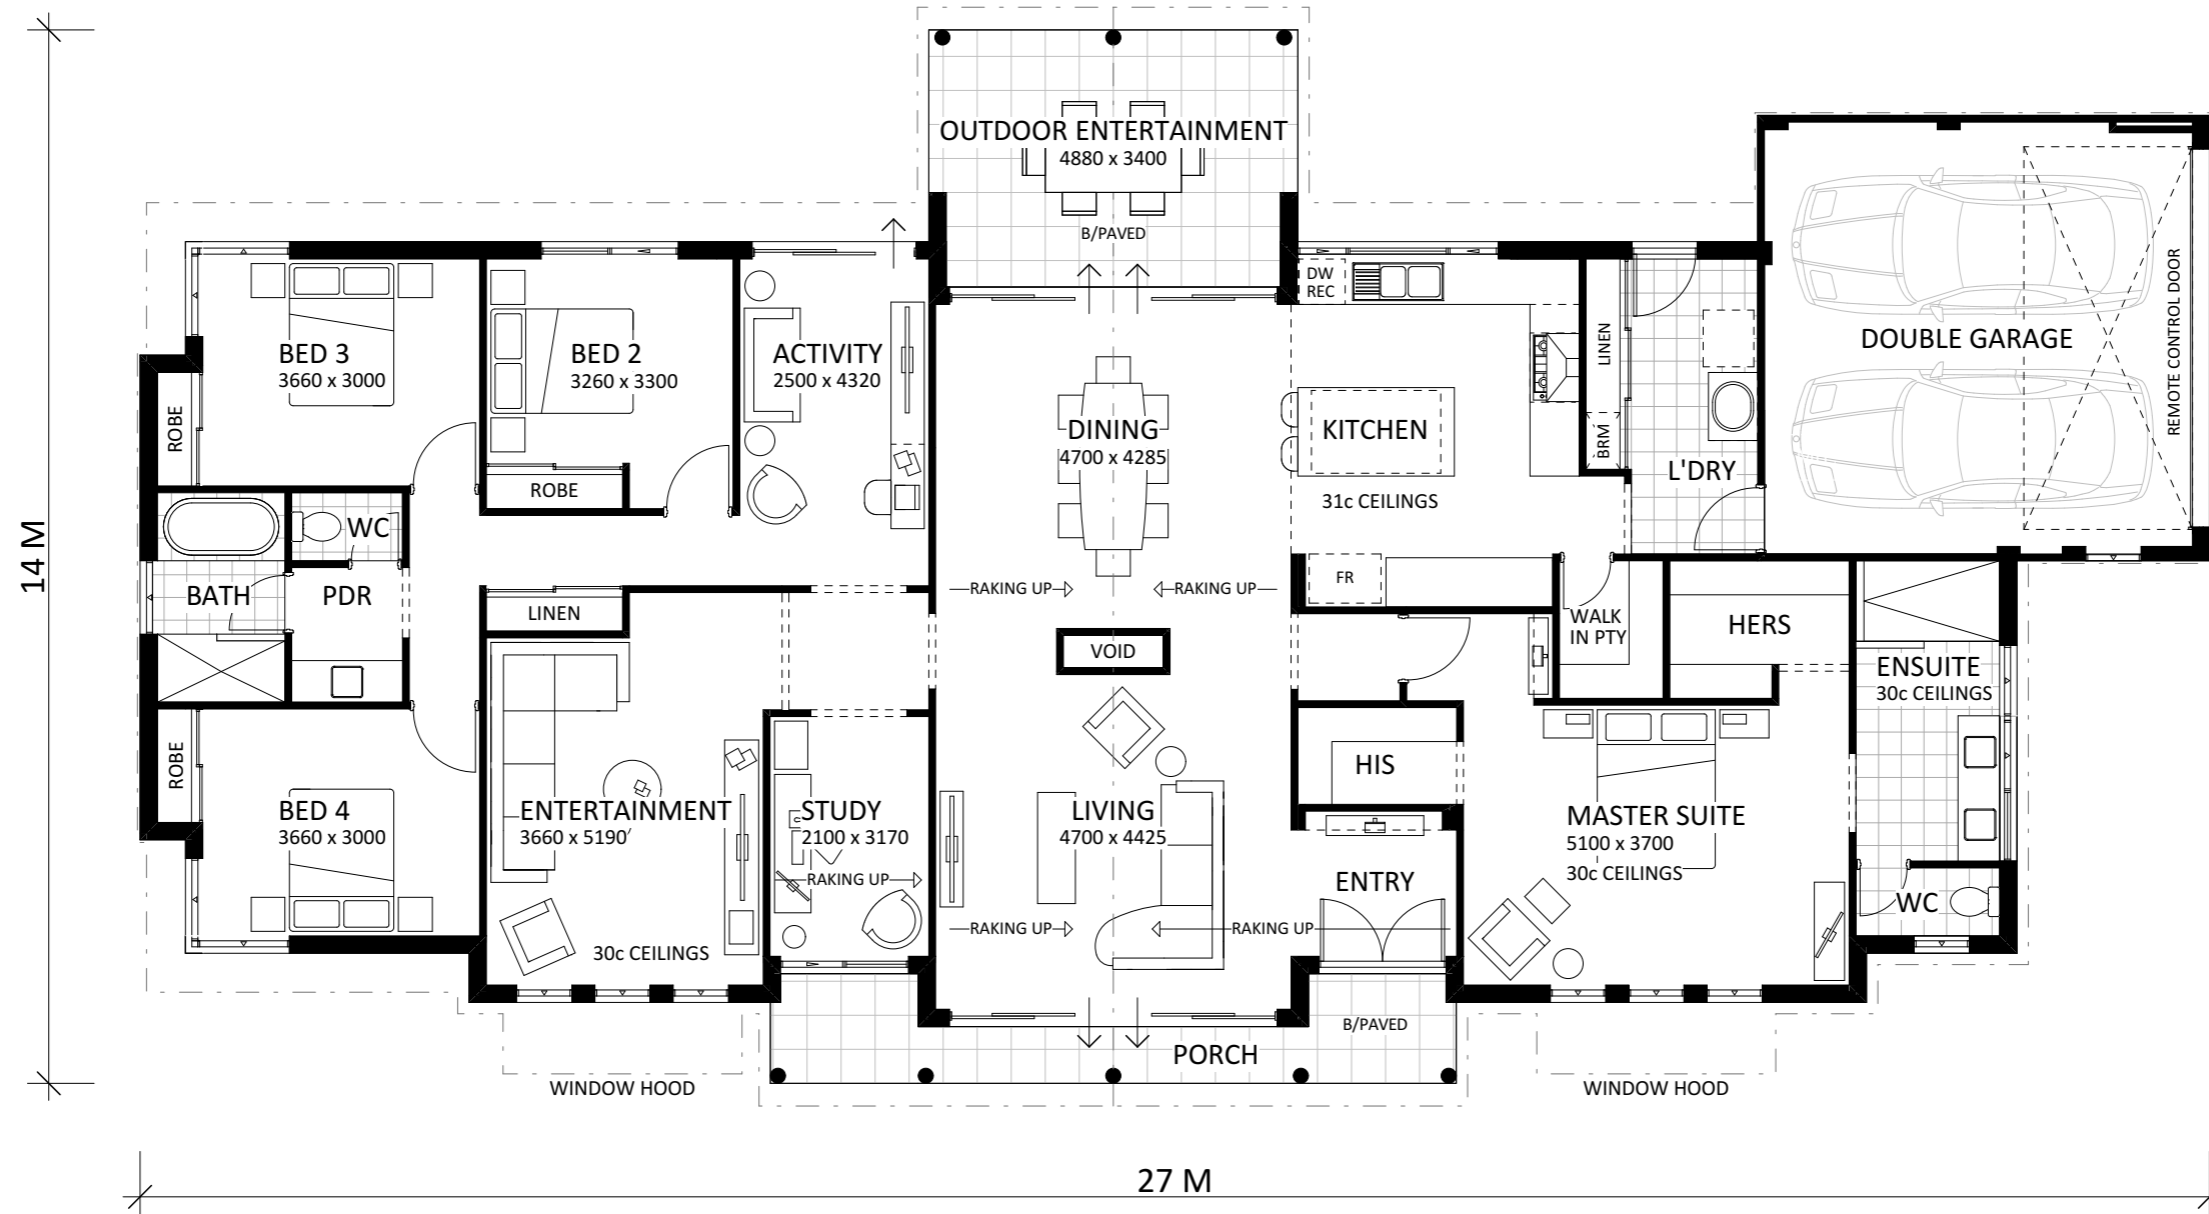 OUTDOOR ENTERTAINMENT
4880 x 3400
B/PAVED
14 M
BED 3
3660 x 3000
ROBE
BED 2
3260 x 3300
ROBE
ACTIVITY
2500 x 4320
DINING
4700 x 4285
DW
REC
KITCHEN
31c CEILINGS
LINEN
BRM
L'DRY
DOUBLE GARAGE
REMOTE CONTROL DOOR
WC
BATH
PDR
LINEN
RAKING UP
RAKING UP
FR
VOID
WALK
IN PTY
HERS
ENSUITE
30c CEILINGS
ROBE
BED 4
3660 x 3000
ENTERTAINMENT
3660 x 5190
30c CEILINGS
STUDY
2100 x 3170
RAKING UP
LIVING
4700 x 4425
RAKING UP
RAKING UP
HIS
ENTRY
MASTER SUITE
5100 x 3700
30c CEILINGS
WC
B/PAVED
PORCH
WINDOW HOOD
WINDOW HOOD
27 M